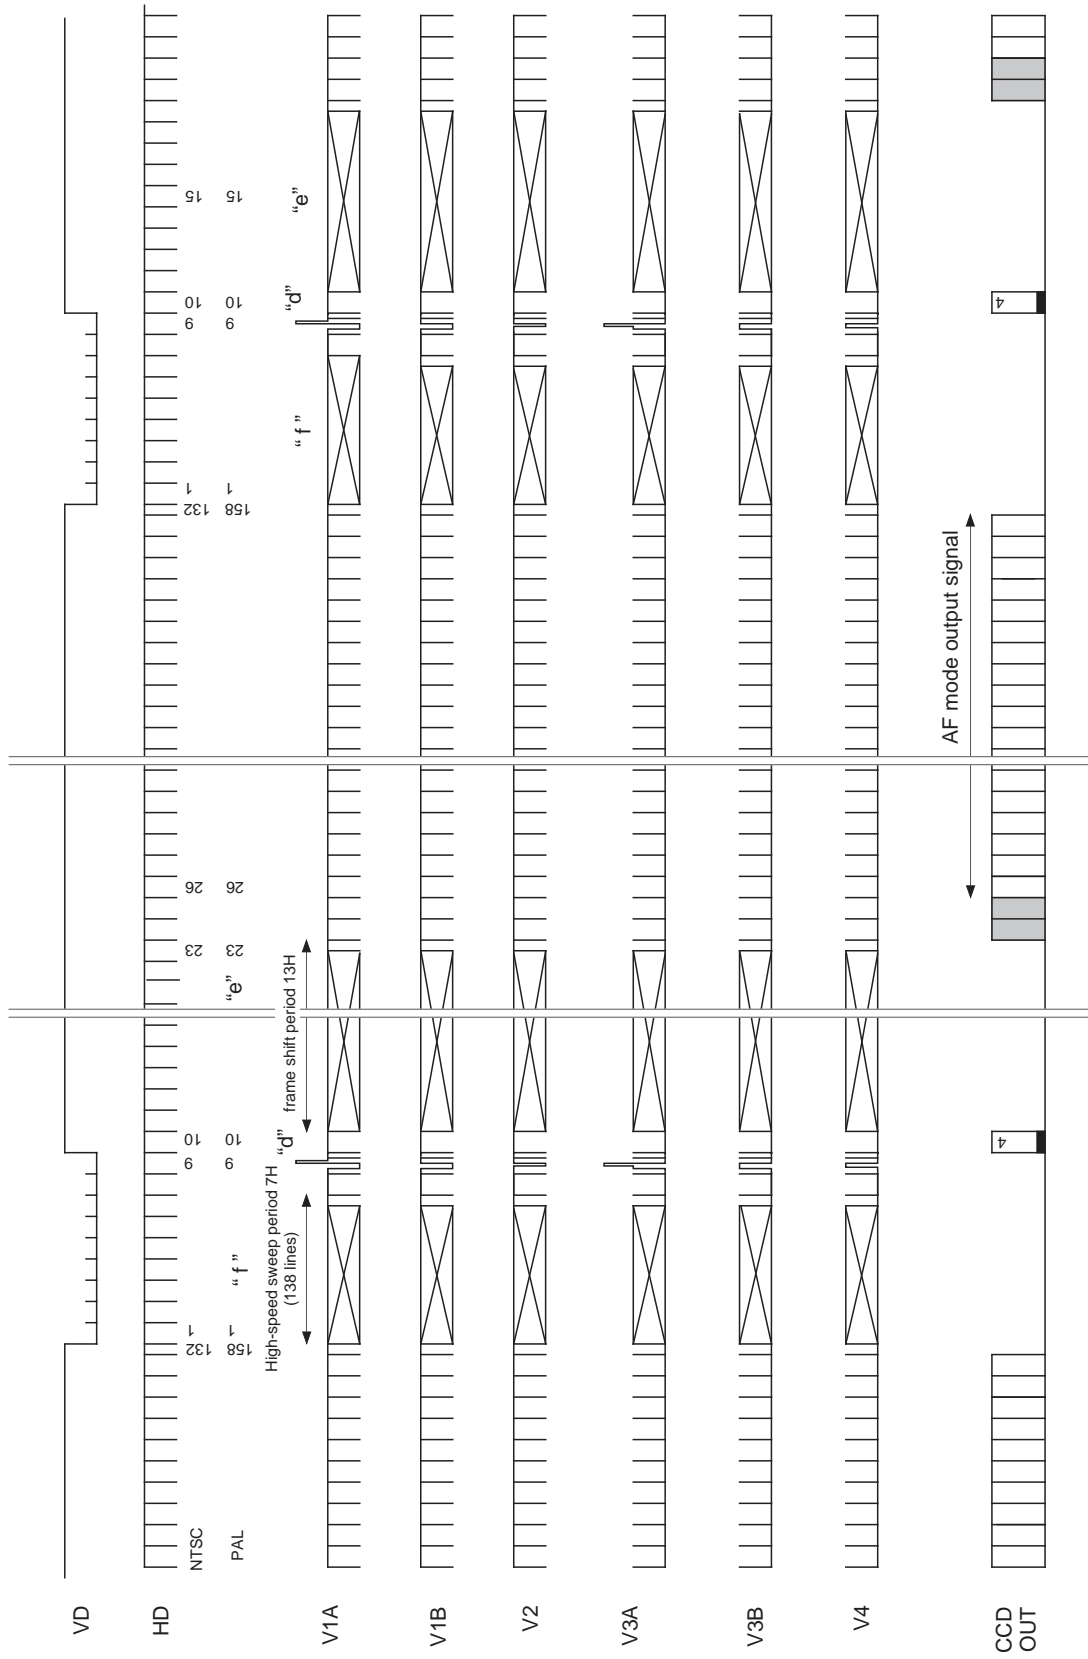 VD
HD
NTSC
132
1
9
10
23
26
132
1
9
10
15
PAL
158
1
9
10
23
26
158
1
9
10
15
“ f ”
“d”
“e”
“ f ”
“d”
“e”
High-speed sweep period 7H
(138 lines)
frame shift period 13H
V1A
V1B
V2
V3A
V3B
V4
AF mode output signal
CCD
OUT
4
4